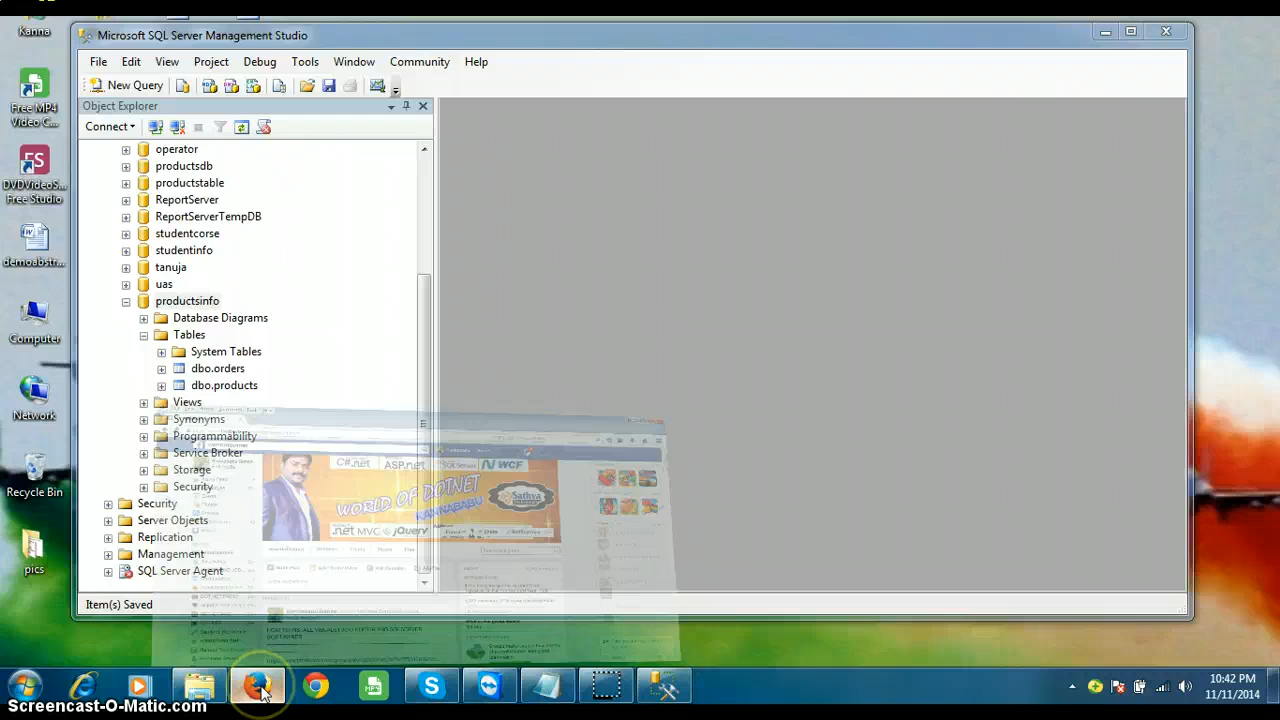 Kanna
Microsoft SQL Server Management Studio
File Edit View Project Debug Tools Window Community Help
New Query
Object Explorer
Connect
Free MP4
Video C...
DVDVideoS...
Free Studio
demoabstr...
Computer
Network
Recycle Bin
pics
operator
productsdb
productstable
ReportServer
ReportServerTempDB
studentcorse
studentinfo
tanuja
uas
productsinfo
Database Diagrams
Tables
System Tables
dbo.orders
dbo.products
Views
Synonyms
Programmability
Service Broker
Storage
Security
Security
Server Objects
Replication
Management
SQL Server Agent
C#.net ASP.net SQL Server WCF
WORLD OF DOTNET
KANNABABU
Sathya
.net MVC jQuery
Item(s) Saved
10:42 PM
11/11/2014
Screencast-O-Matic.com